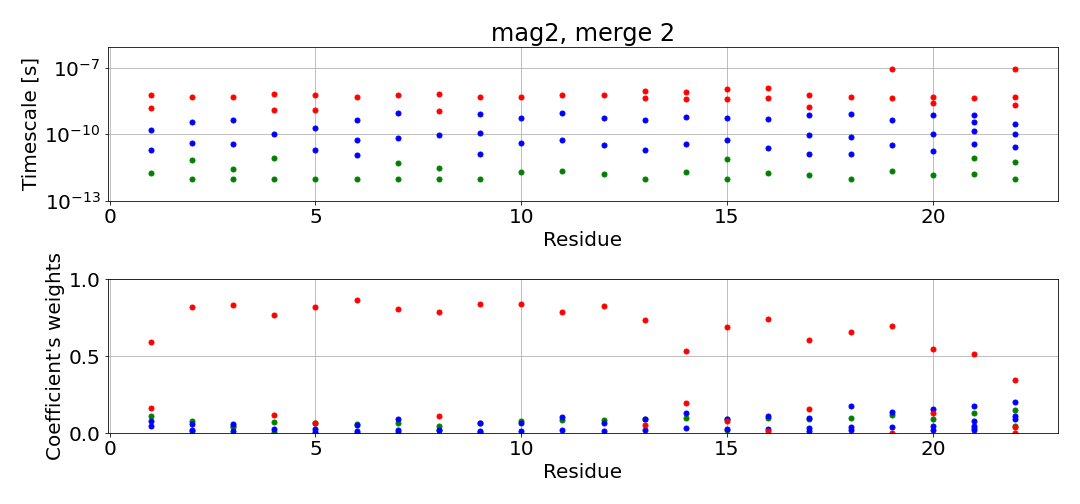 mag2, merge 2
Timescale [s]
10⁻⁷
10⁻¹⁰
10⁻¹³
0 5 10 15 20
Residue
Coefficient's weights
1.0
0.5
0.0
0 5 10 15 20
Residue